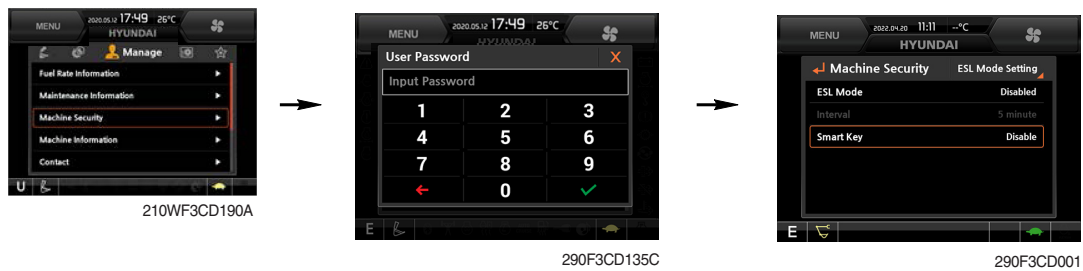 MENU
2020.05.12 17:49 26°C
HYUNDAI
Manage
Fuel Rate Information
Maintenance Information
Machine Security
Machine Information
Contact
U
210WF3CD190A
MENU
2020.05.12 17:49 26°C
HYUNDAI
User Password X
Input Password
1 2 3
4 5 6
7 8 9
0
E
290F3CD135C
MENU
2022.04.20 11:11 --°C
HYUNDAI
Machine Security ESL Mode Setting
ESL Mode Disabled
Interval 5 minute
Smart Key Disable
E
290F3CD001